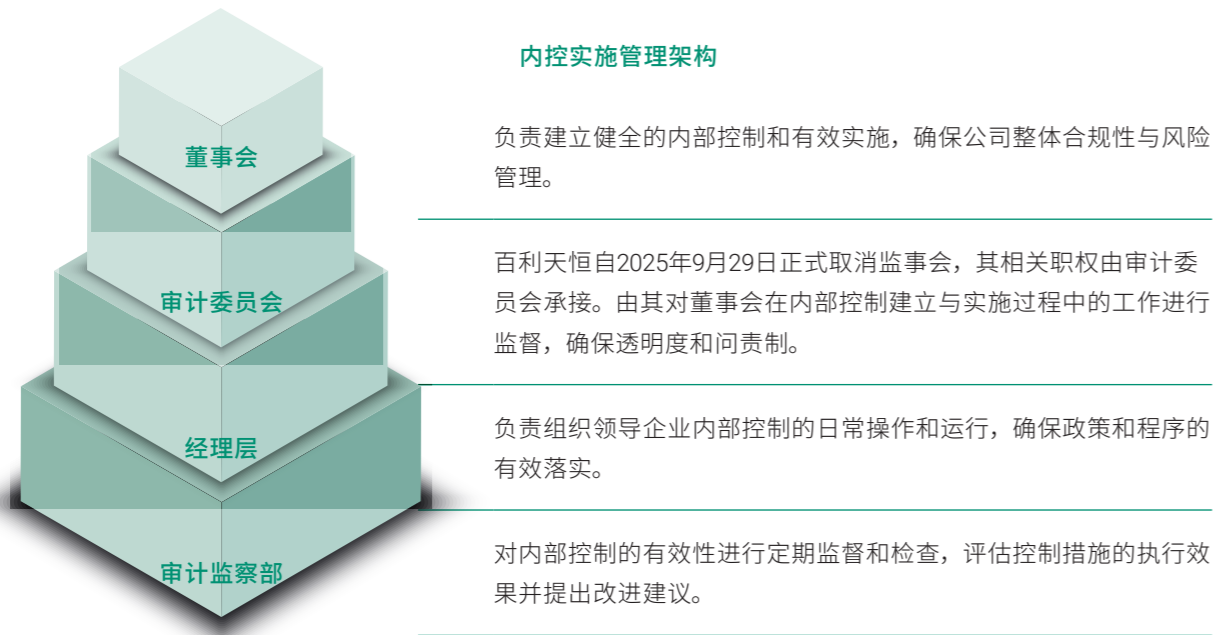 内控实施管理架构
董事会
负责建立健全的内部控制和有效实施，确保公司整体合规性与风险
管理。
审计委员会
百利天恒自2025年9月29日正式取消监事会，其相关职权由审计委
员会承接。由其对董事会在内部控制建立与实施过程中的工作进行
监督，确保透明度和问责制。
经理层
负责组织领导企业内部控制的日常操作和运行，确保政策和程序的
有效落实。
审计监察部
对内部控制的有效性进行定期监督和检查，评估控制措施的执行效
果并提出改进建议。